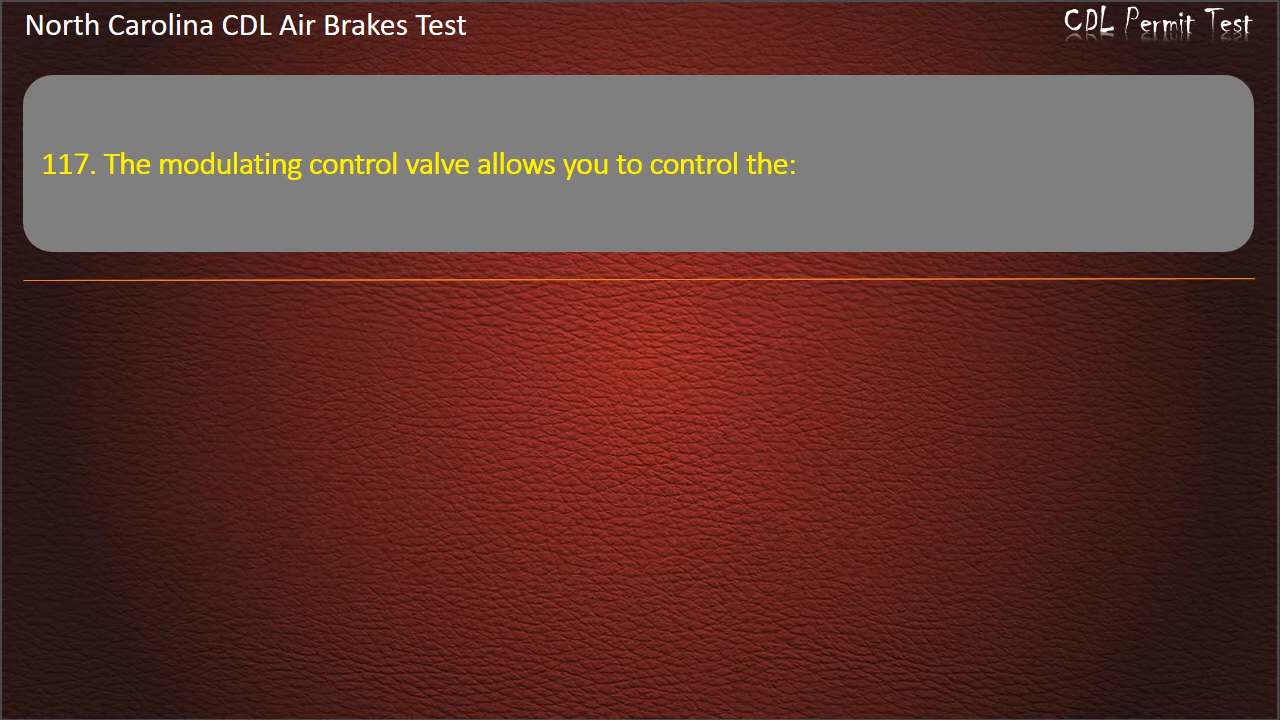 North Carolina CDL Air Brakes Test
CDL Permit Test
117. The modulating control valve allows you to control the: